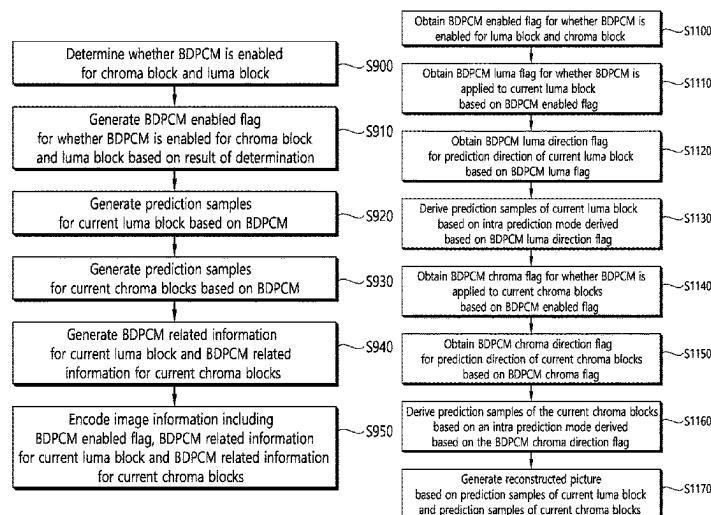 Determine whether BDPCM is enabled
for chroma block and luma block
S900
Generate BDPCM enabled flag
for whether BDPCM is enabled for chroma block
and luma block based on result of determination
S910
Generate prediction samples
for current luma block based on BDPCM
S920
Generate prediction samples
for current chroma blocks based on BDPCM
S930
Generate BDPCM related information
for current luma block and BDPCM related
information for current chroma blocks
S940
Encode image information including
BDPCM enabled flag, BDPCM related information
for current luma block and BDPCM related information
for current chroma blocks
S950
Obtain BDPCM enabled flag for whether BDPCM is
enabled for luma block and chroma block
S1100
Obtain BDPCM luma flag for whether BDPCM is
applied to current luma block
based on BDPCM enabled flag
S1110
Obtain BDPCM luma direction flag
for prediction direction of current luma block
based on BDPCM luma flag
S1120
Derive prediction samples of current luma block
based on intra prediction mode derived
based on BDPCM luma direction flag
S1130
Obtain BDPCM chroma flag for whether BDPCM is
applied to current chroma blocks
based on BDPCM enabled flag
S1140
Obtain BDPCM chroma direction flag
for prediction direction of current chroma blocks
based on BDPCM chroma flag
S1150
Derive prediction samples of the current chroma blocks
based on an intra prediction mode derived
based on the BDPCM chroma direction flag
S1160
Generate reconstructed picture
based on prediction samples of current luma block
and prediction samples of current chroma blocks
S1170